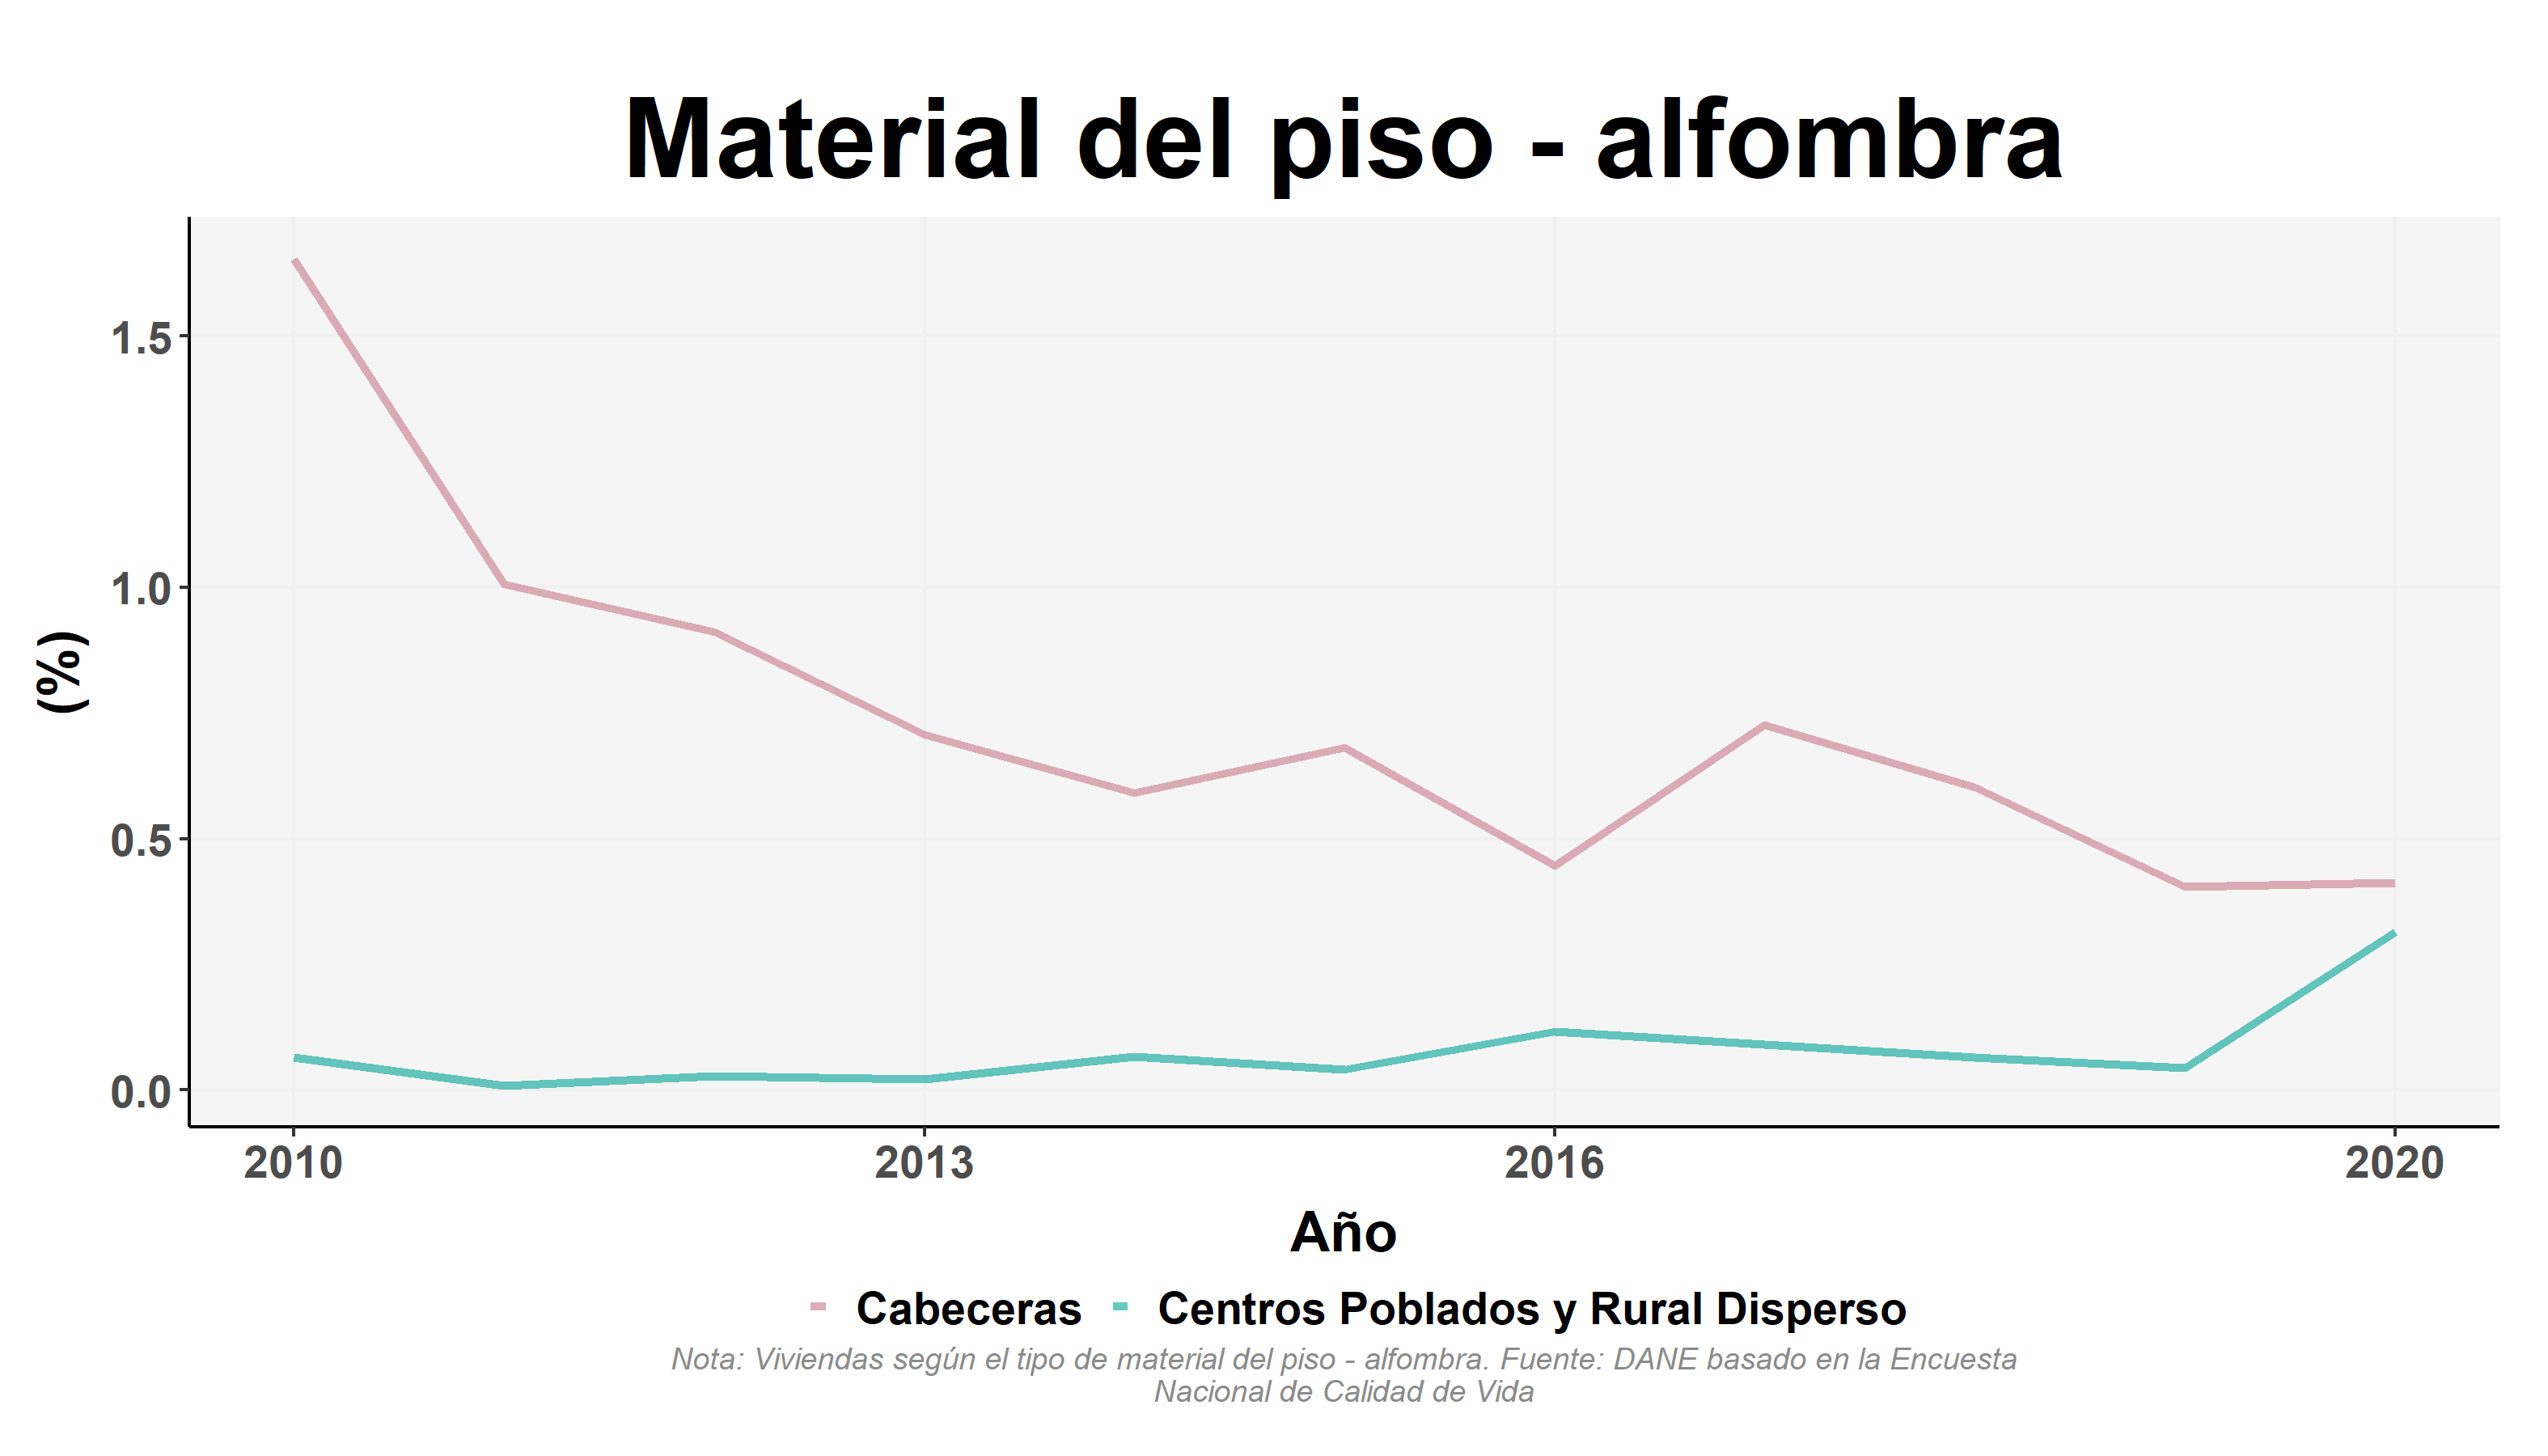 Material del piso - alfombra
(%)
1.5
1.0
0.5
0.0
2010 2013 2016 2020
Año
Cabeceras Centros Poblados y Rural Disperso
Nota: Viviendas según el tipo de material del piso - alfombra. Fuente: DANE basado en la Encuesta
Nacional de Calidad de Vida